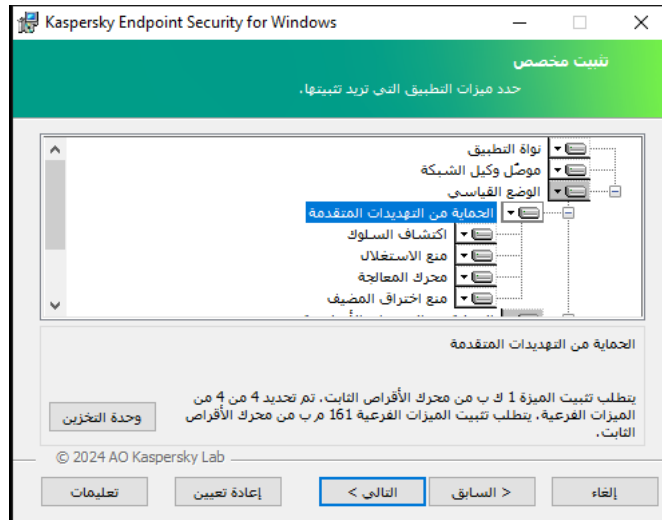 Kaspersky Endpoint Security for Windows
تثبيت مخصص
حدد ميزات التطبيق التي تريد تثبيتها.
نواة التطبيق
موصّل وكيل الشبكة
الوضع القياسي
الحماية من التهديدات المتقدمة
اكتشاف السلوك
منع الاستغلال
محرك المعالجة
منع اختراق المضيف
الحماية من التهديدات المتقدمة
يتطلب تثبيت الميزة 1 ك ب من محرك الأقراص الثابت. تم تحديد 4 من 4 من
الميزات الفرعية. يتطلب تثبيت الميزات الفرعية 161 م ب من محرك الأقراص
الثابت.
وحدة التخزين
© 2024 AO Kaspersky Lab
إلغاء
< السابق
التالي >
إعادة تعيين
تعليمات